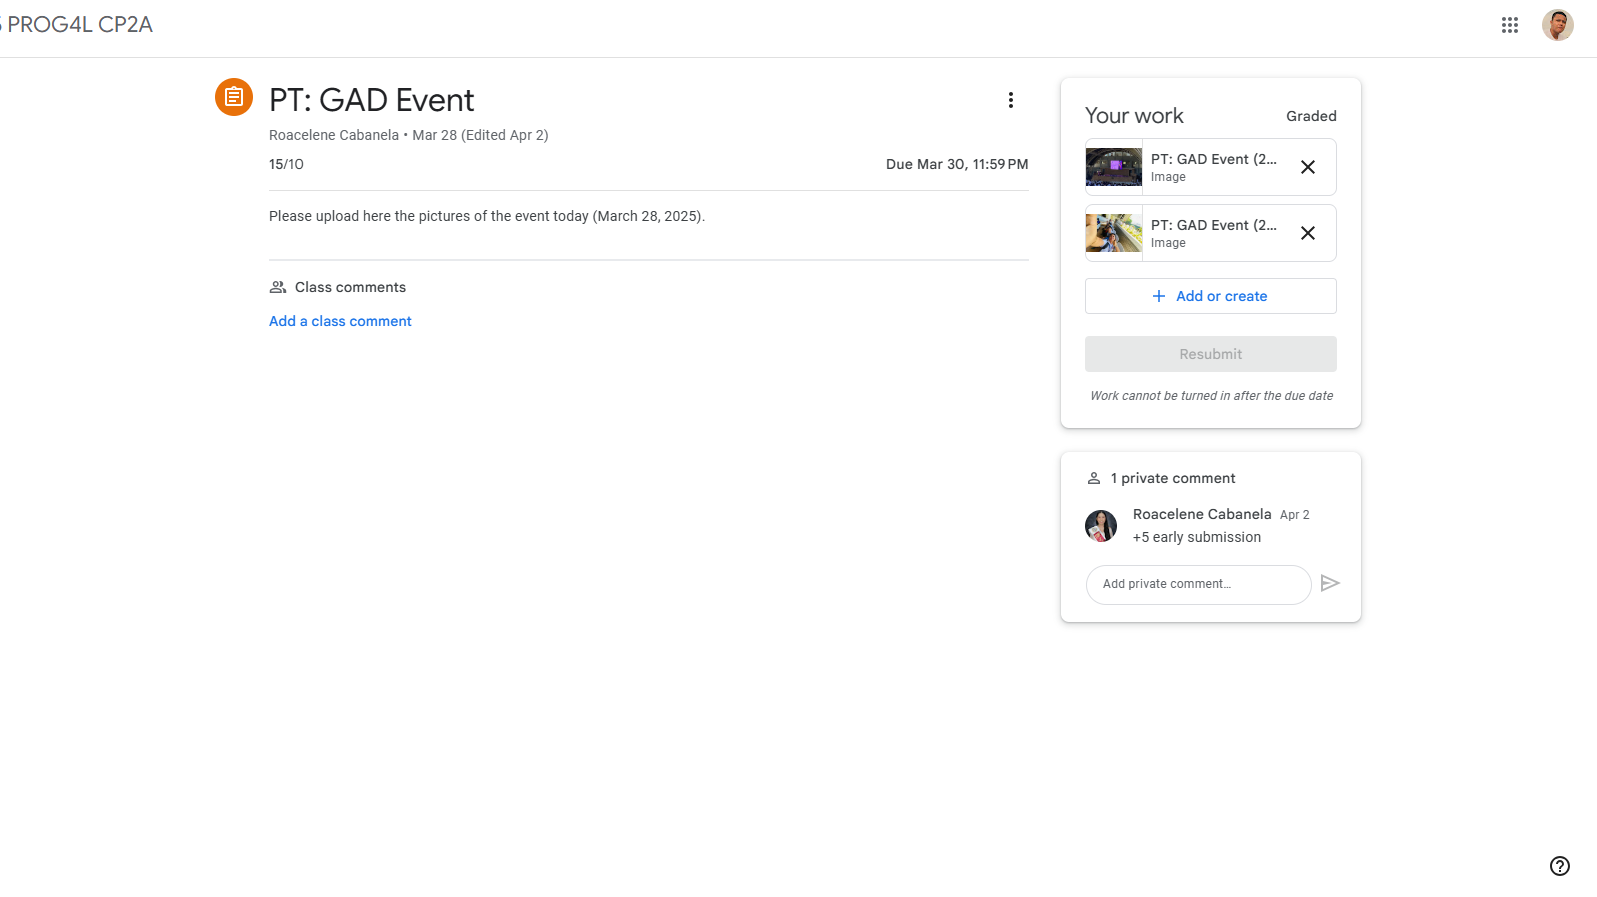 PROG4L CP2A
PT: GAD Event
Roacelene Cabanela • Mar 28 (Edited Apr 2)
15/10
Due Mar 30, 11:59 PM
Please upload here the pictures of the event today (March 28, 2025).
Class comments
Add a class comment
Your work
Graded
PT: GAD Event (2...
Image
PT: GAD Event (2...
Image
Add or create
Resubmit
Work cannot be turned in after the due date
1 private comment
Roacelene Cabanela Apr 2
+5 early submission
Add private comment...